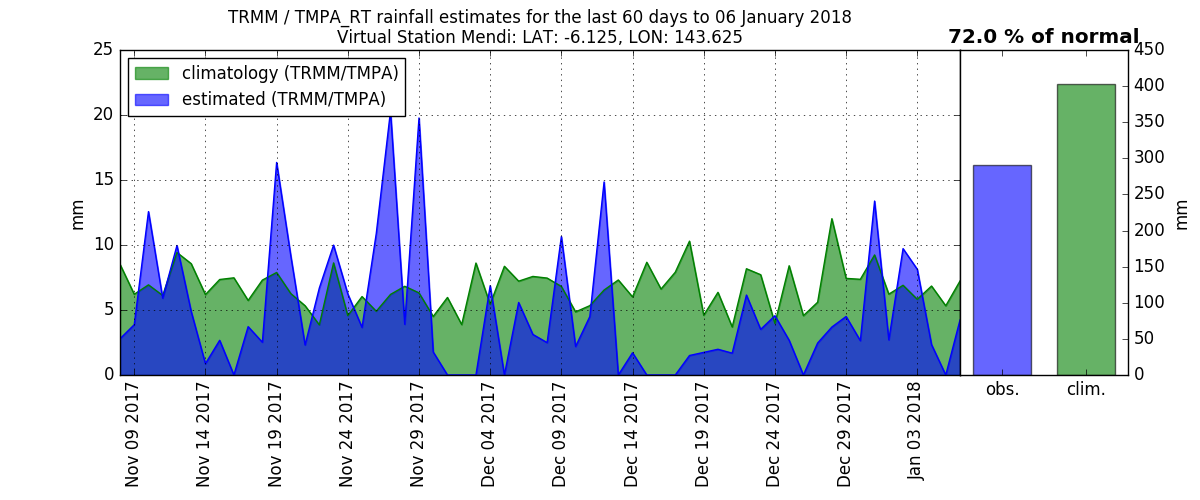 TRMM / TMPA_RT rainfall estimates for the last 60 days to 06 January 2018
Virtual Station Mendi: LAT: -6.125, LON: 143.625
72.0 % of normal
climatology (TRMM/TMPA)
estimated (TRMM/TMPA)
25
20
15
10
5
0
mm
Nov 09 2017
Nov 14 2017
Nov 19 2017
Nov 24 2017
Nov 29 2017
Dec 04 2017
Dec 09 2017
Dec 14 2017
Dec 19 2017
Dec 24 2017
Dec 29 2017
Jan 03 2018
obs.
clim.
450
400
350
300
250
200
150
100
50
0
mm